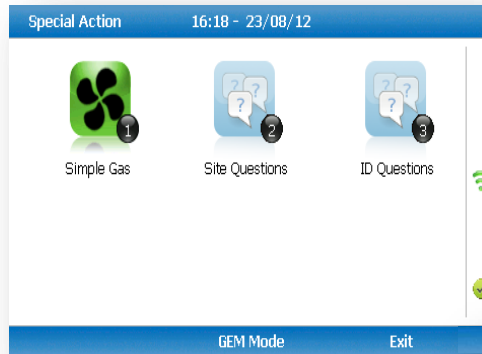 Special Action 16:18 - 23/08/12
? ? ? ? ? ?
1 2 3
Simple Gas Site Questions ID Questions
GEM Mode Exit